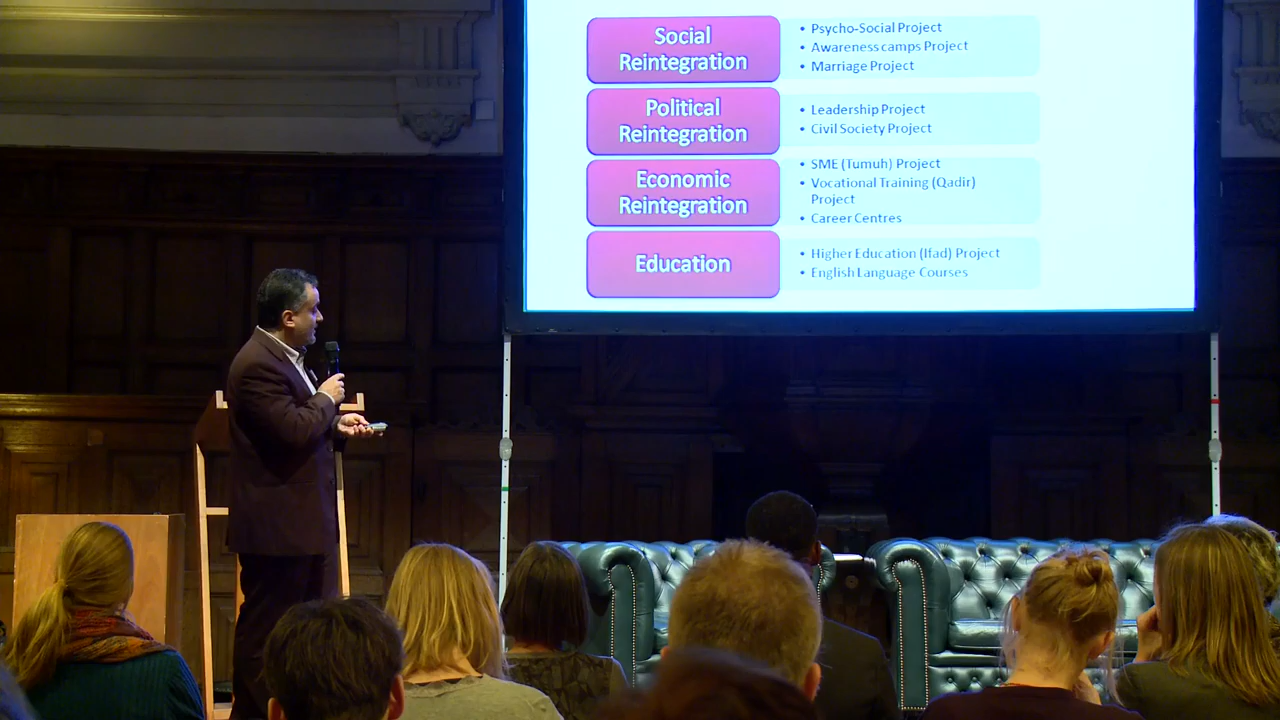 Social
Reintegration
• Psycho-Social Project
• Awareness camps Project
• Marriage Project
Political
Reintegration
• Leadership Project
• Civil Society Project
Economic
Reintegration
• SME (Tumuh) Project
• Vocational Training (Qadir)
Project
• Career Centres
Education
• Higher Education (Ifad) Project
• English Language Courses